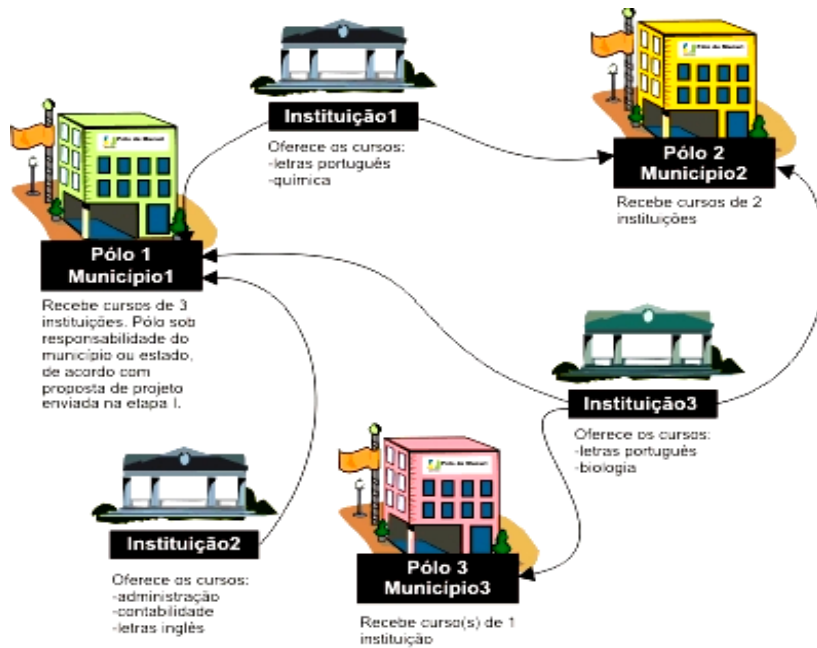 Instituição1
Oferece os cursos:
-letras português
-química
Pólo 2
Município2
Recebe cursos de 2
instituições
Pólo 1
Município1
Recebe cursos de 3
instituições. Pólo sob
responsabilidade do
município ou estado,
de acordo com
proposta de projeto
enviada na etapa I.
Instituição3
Oferece os cursos:
-letras português
-biologia
Instituição2
Oferece os cursos:
-administração
-contabilidade
-letras inglês
Pólo 3
Município3
Recebe curso(s) de 1
instituição